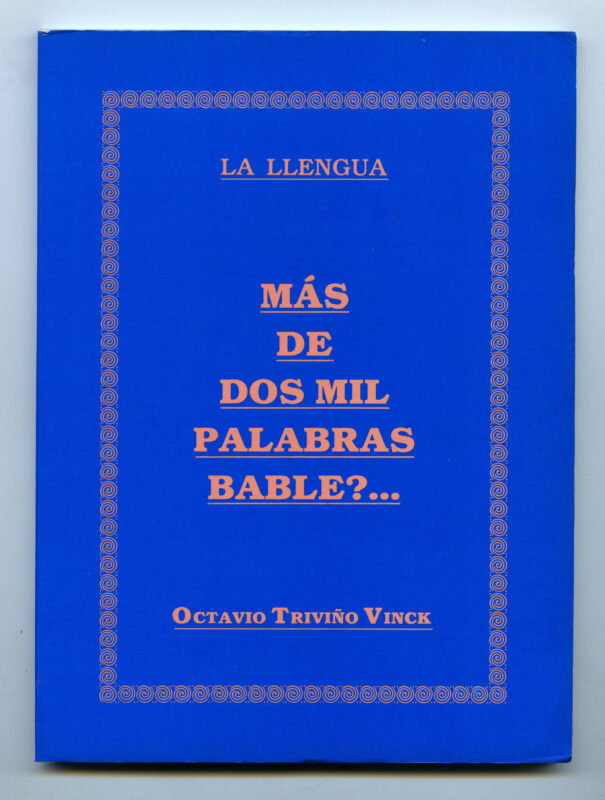 LA LLENGUA
MÁS
DE
DOS MIL
PALABRAS
BABLE?...
OCTAVIO TRIVIÑO VINCK